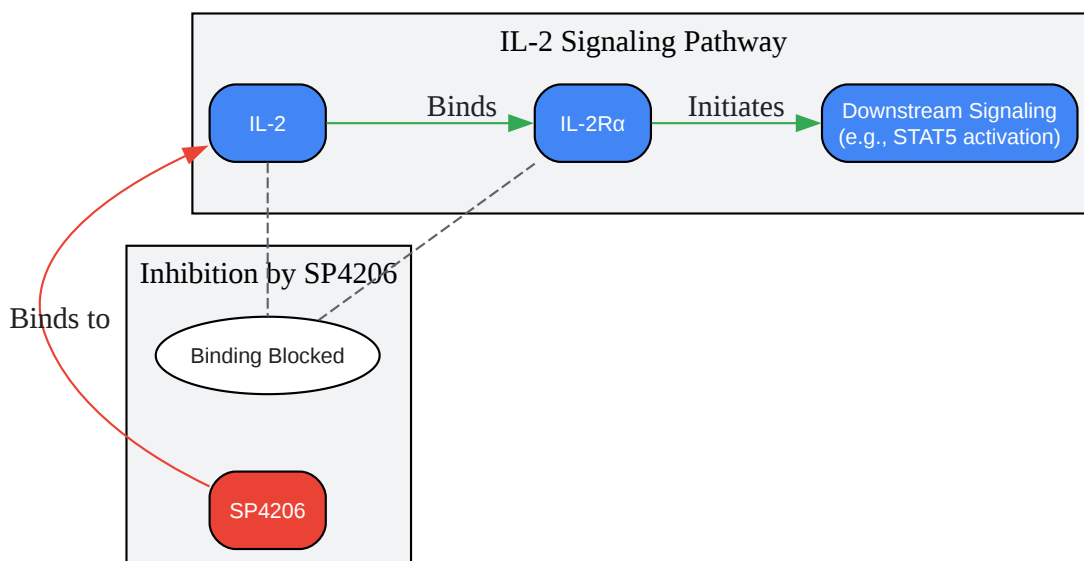 IL-2 Signaling Pathway
IL-2
Binds
IL-2Rα
Initiates
Downstream Signaling
(e.g., STAT5 activation)
Inhibition by SP4206
Binds to
Binding Blocked
SP4206